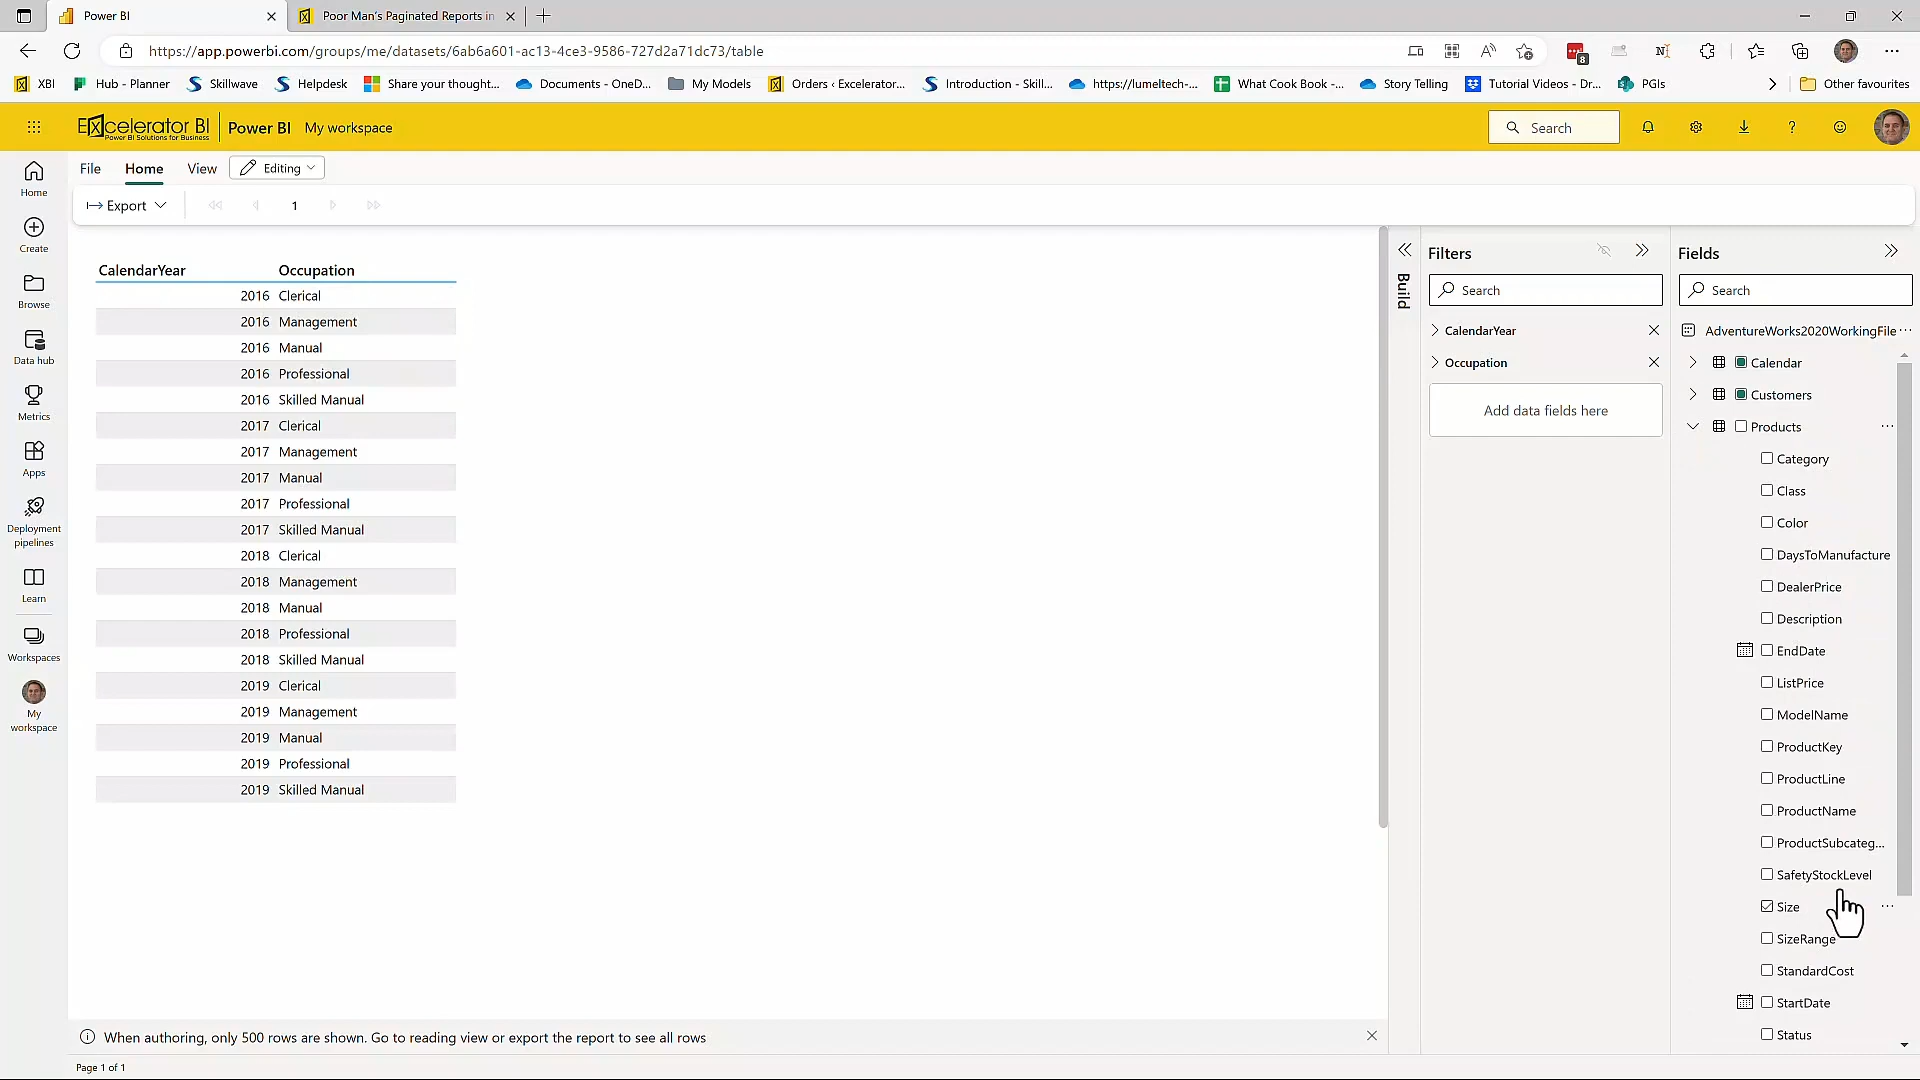 Power BI
Poor Man's Paginated Reports in
https://app.powerbi.com/groups/me/datasets/6ab6a601-ac13-4ce3-9586-727d2a71dc73/table
8
XBI
Hub - Planner
Skillwave
Helpdesk
Share your thought...
Documents - OneD...
My Models
Orders ‹ Excelerator...
Introduction - Skill...
https://lumeltech-...
What Cook Book -...
Story Telling
Tutorial Videos - Dr...
PGIs
Other favourites
Excelerator BI
Power BI Solutions for Business
Power BI
My workspace
Search
File
Home
View
Editing
Export
1
Home
Create
Browse
Data hub
Metrics
Apps
Deployment
pipelines
Learn
Workspaces
My
workspace
CalendarYear Occupation
2016 Clerical
2016 Management
2016 Manual
2016 Professional
2016 Skilled Manual
2017 Clerical
2017 Management
2017 Manual
2017 Professional
2017 Skilled Manual
2018 Clerical
2018 Management
2018 Manual
2018 Professional
2018 Skilled Manual
2019 Clerical
2019 Management
2019 Manual
2019 Professional
2019 Skilled Manual
Build
Filters
Search
CalendarYear
Occupation
Add data fields here
Fields
Search
AdventureWorks2020WorkingFile
Calendar
Customers
Products
Category
Class
Color
DaysToManufacture
DealerPrice
Description
EndDate
ListPrice
ModelName
ProductKey
ProductLine
ProductName
ProductSubcateg...
SafetyStockLevel
Size
SizeRange
StandardCost
StartDate
Status
When authoring, only 500 rows are shown. Go to reading view or export the report to see all rows
Page 1 of 1